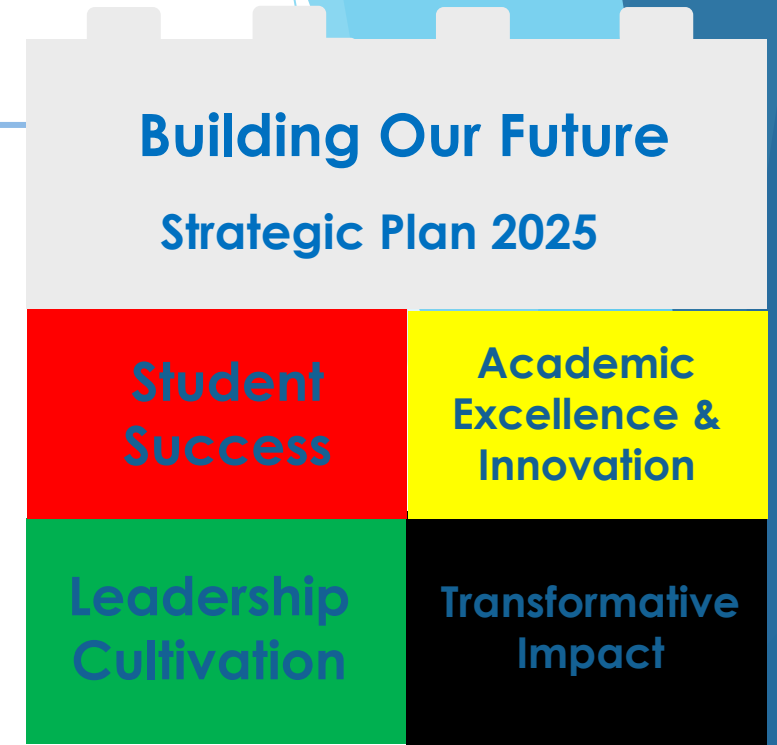 Building Our Future
Strategic Plan 2025
Student
Success
Academic
Excellence &
Innovation
Leadership
Cultivation
Transformative
Impact